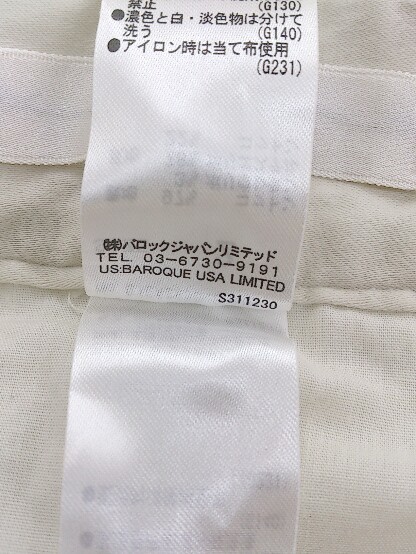 禁止 (G130)
●濃色と白・淡色物は分けて
洗う (G140)
●アイロン時は当て布使用
(G231)
㈱バロックジャパンリミテッド
TEL. 03-6730-9191
US:BAROQUE USA LIMITED
S311230